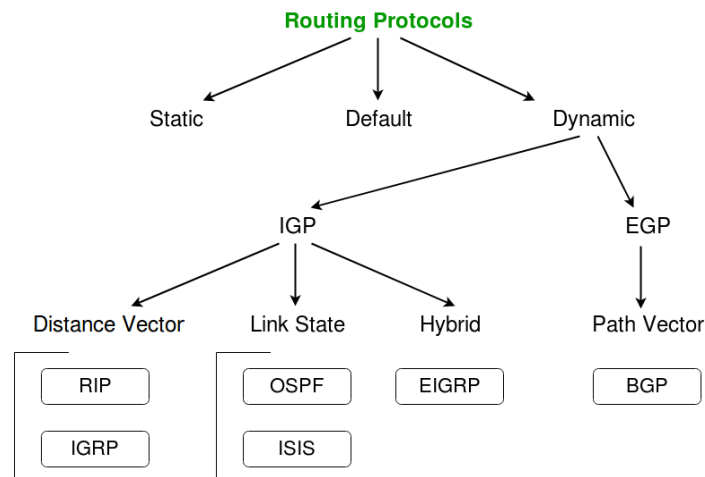 Routing Protocols
Static Default Dynamic
IGP EGP
Distance Vector Link State Hybrid Path Vector
RIP OSPF EIGRP BGP
IGRP ISIS